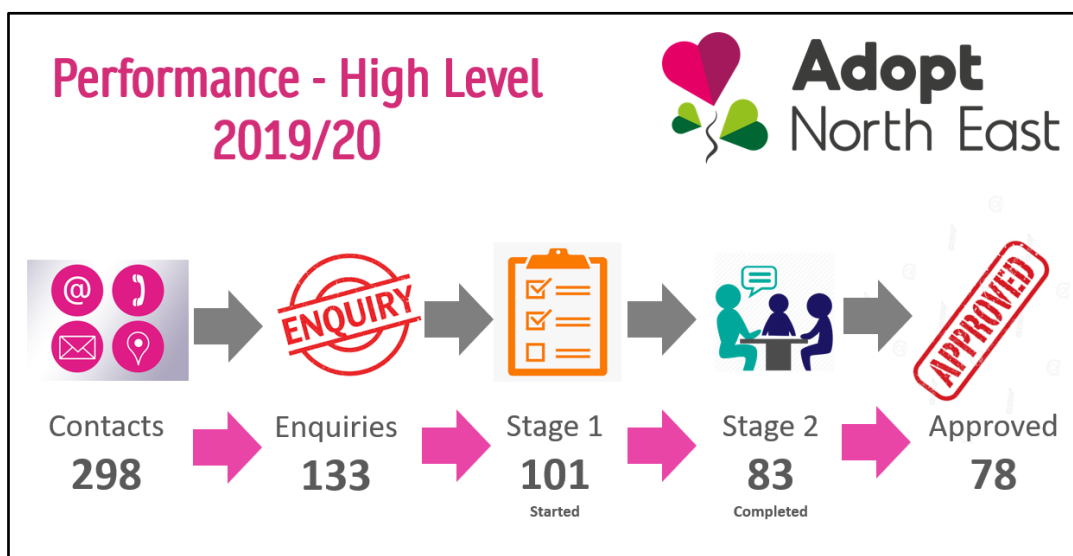 Performance - High Level
2019/20
Adopt
North East
@
ENQUIRY
APPROVED
Contacts
298
Enquiries
133
Stage 1
101
Started
Stage 2
83
Completed
Approved
78